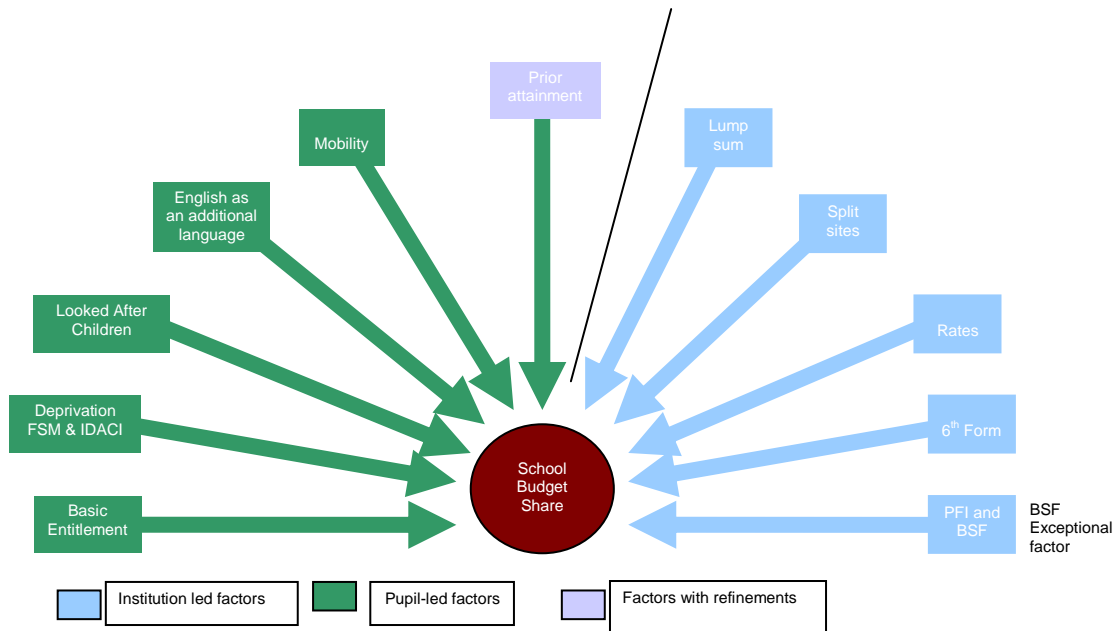 Prior
attainment
Mobility
Lump
sum
English as
an additional
language
Split
sites
Looked After
Children
Rates
Deprivation
FSM & IDACI
6th Form
School
Budget
Share
Basic
Entitlement
PFI and
BSF
BSF
Exceptional
factor
Institution led factors
Pupil-led factors
Factors with refinements